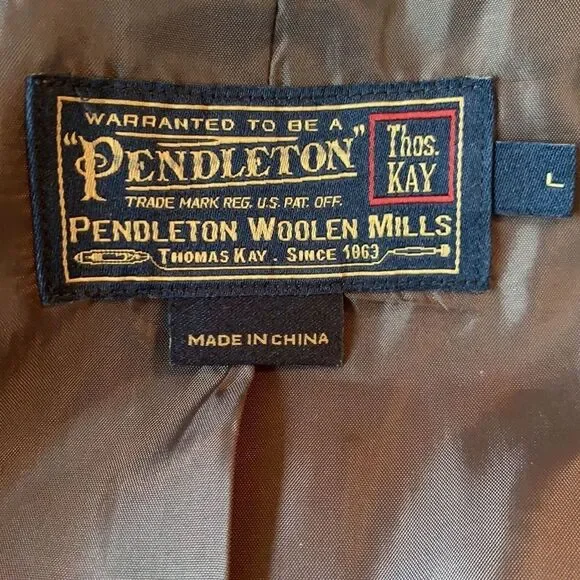 WARRANTED TO BE A
"PENDLETON"
Thos.
KAY
TRADE MARK REG. U.S. PAT. OFF.
PENDLETON WOOLEN MILLS
THOMAS KAY . SINCE 1863
L
MADE IN CHINA